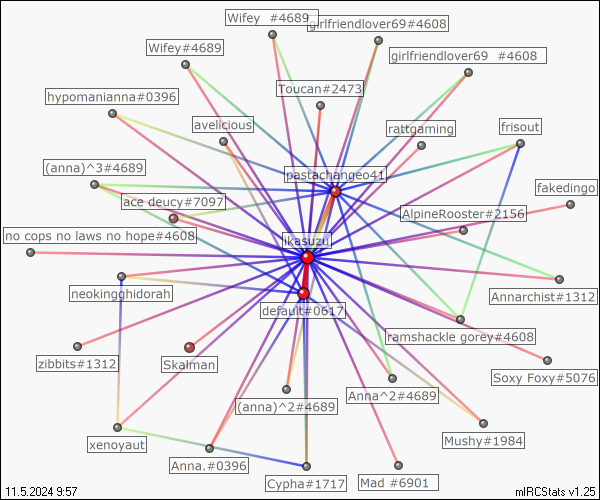 Wifey  #4689
girlfriendlover69#4608
Wifey#4689
girlfriendlover69  #4608
Toucan#2473
hypomanianna#0396
avelicious
rattgaming
frisout
(anna)^3#4689
pastachangeo41
fakedingo
ace deucy#7097
AlpineRooster#2156
no cops no laws no hope#4608
ikasuzu
neokingghidorah
Annarchist#1312
default#0617
ramshackle gorey#4608
zibbits#1312
Skalman
Soxy Foxy#5076
(anna)^2#4689
Anna^2#4689
xenoyaut
Mushy#1984
Anna.#0396
Cypha#1717
Mad #6901
11.5.2024 9:57
mIRCStats v1.25